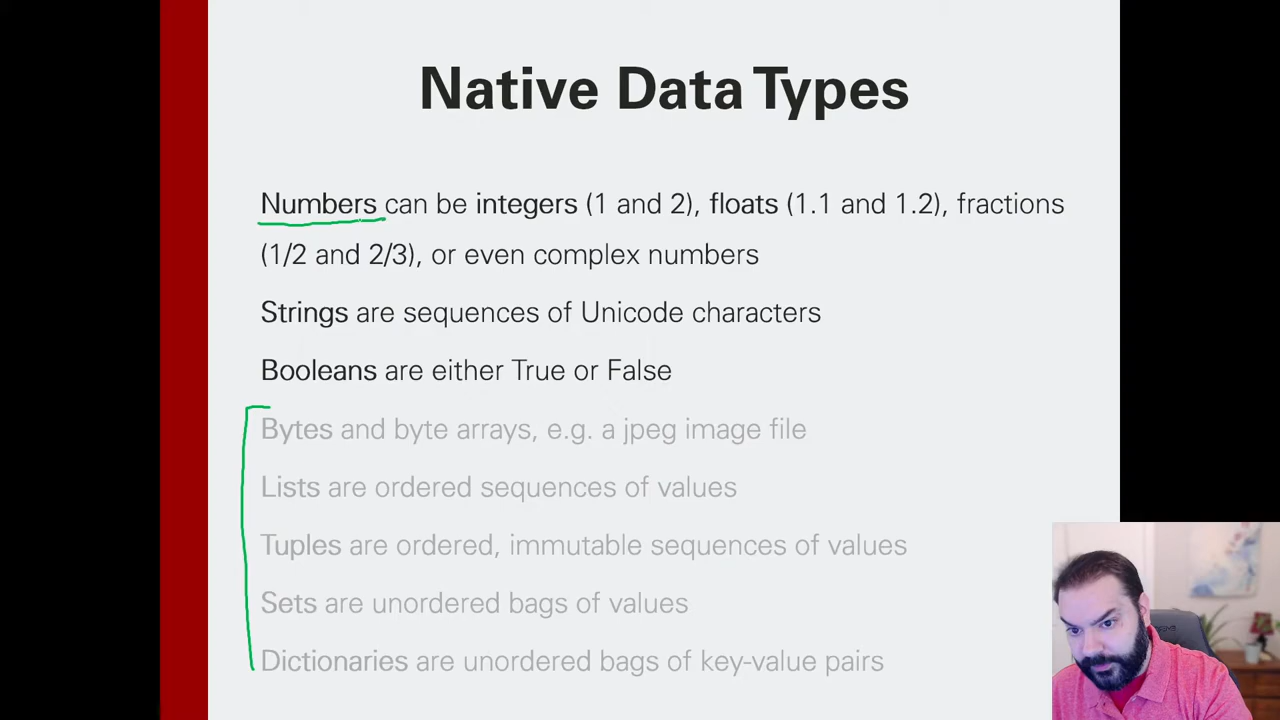 Native Data Types
Numbers can be integers (1 and 2), floats (1.1 and 1.2), fractions
(1/2 and 2/3), or even complex numbers
Strings are sequences of Unicode characters
Booleans are either True or False
Bytes and byte arrays, e.g. a jpeg image file
Lists are ordered sequences of values
Tuples are ordered, immutable sequences of values
Sets are unordered bags of values
Dictionaries are unordered bags of key-value pairs